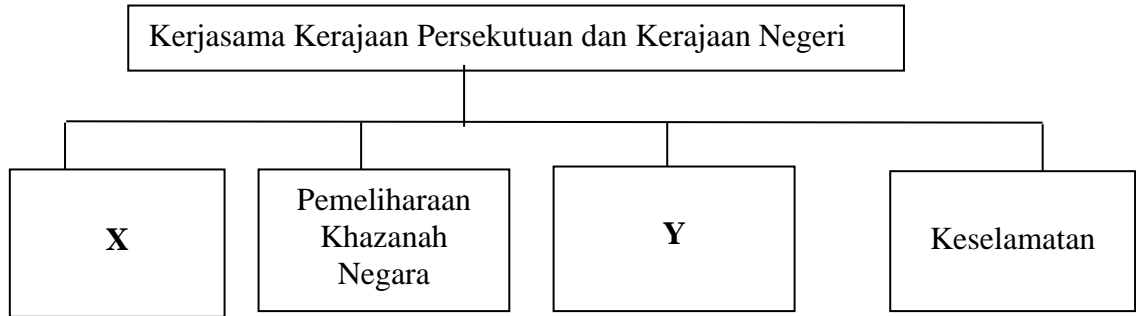 Kerjasama Kerajaan Persekutuan dan Kerajaan Negeri
X
Pemeliharaan
Khazanah
Negara
Y
Keselamatan